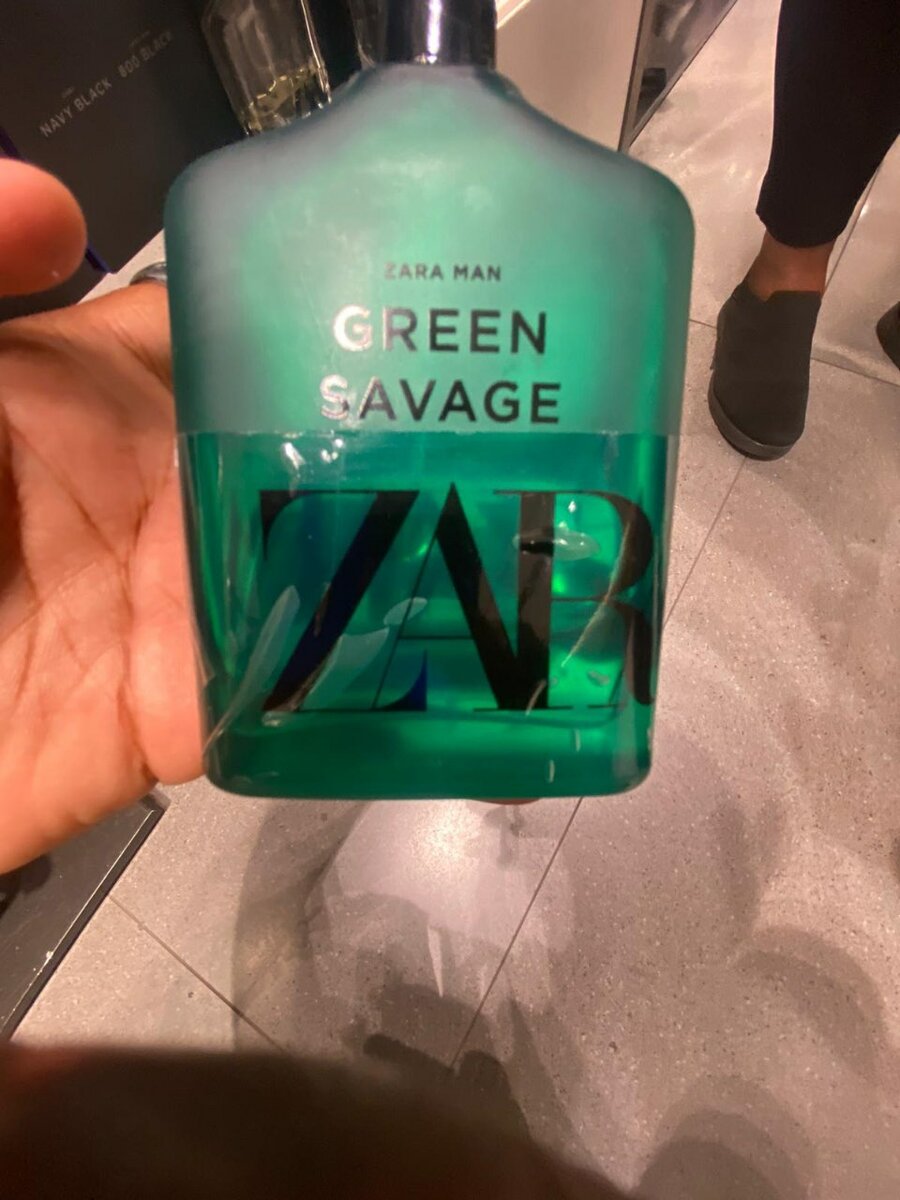 NAVY BLACK
800 BLACK
ZARA MAN
GREEN
SAVAGE
ZAR